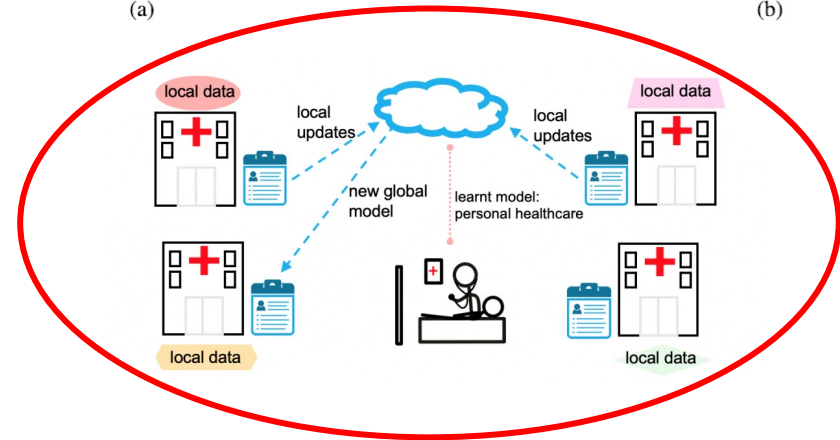 (a)
(b)
local data
local
updates
local
updates
local data
new global
model
learnt model:
personal healthcare
local data
local data